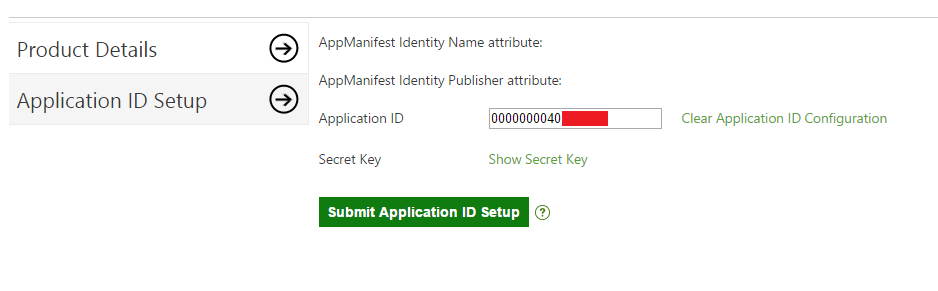 Product Details
Application ID Setup
AppManifest Identity Name attribute:
AppManifest Identity Publisher attribute:
Application ID 0000000040 Clear Application ID Configuration
Secret Key Show Secret Key
Submit Application ID Setup ?